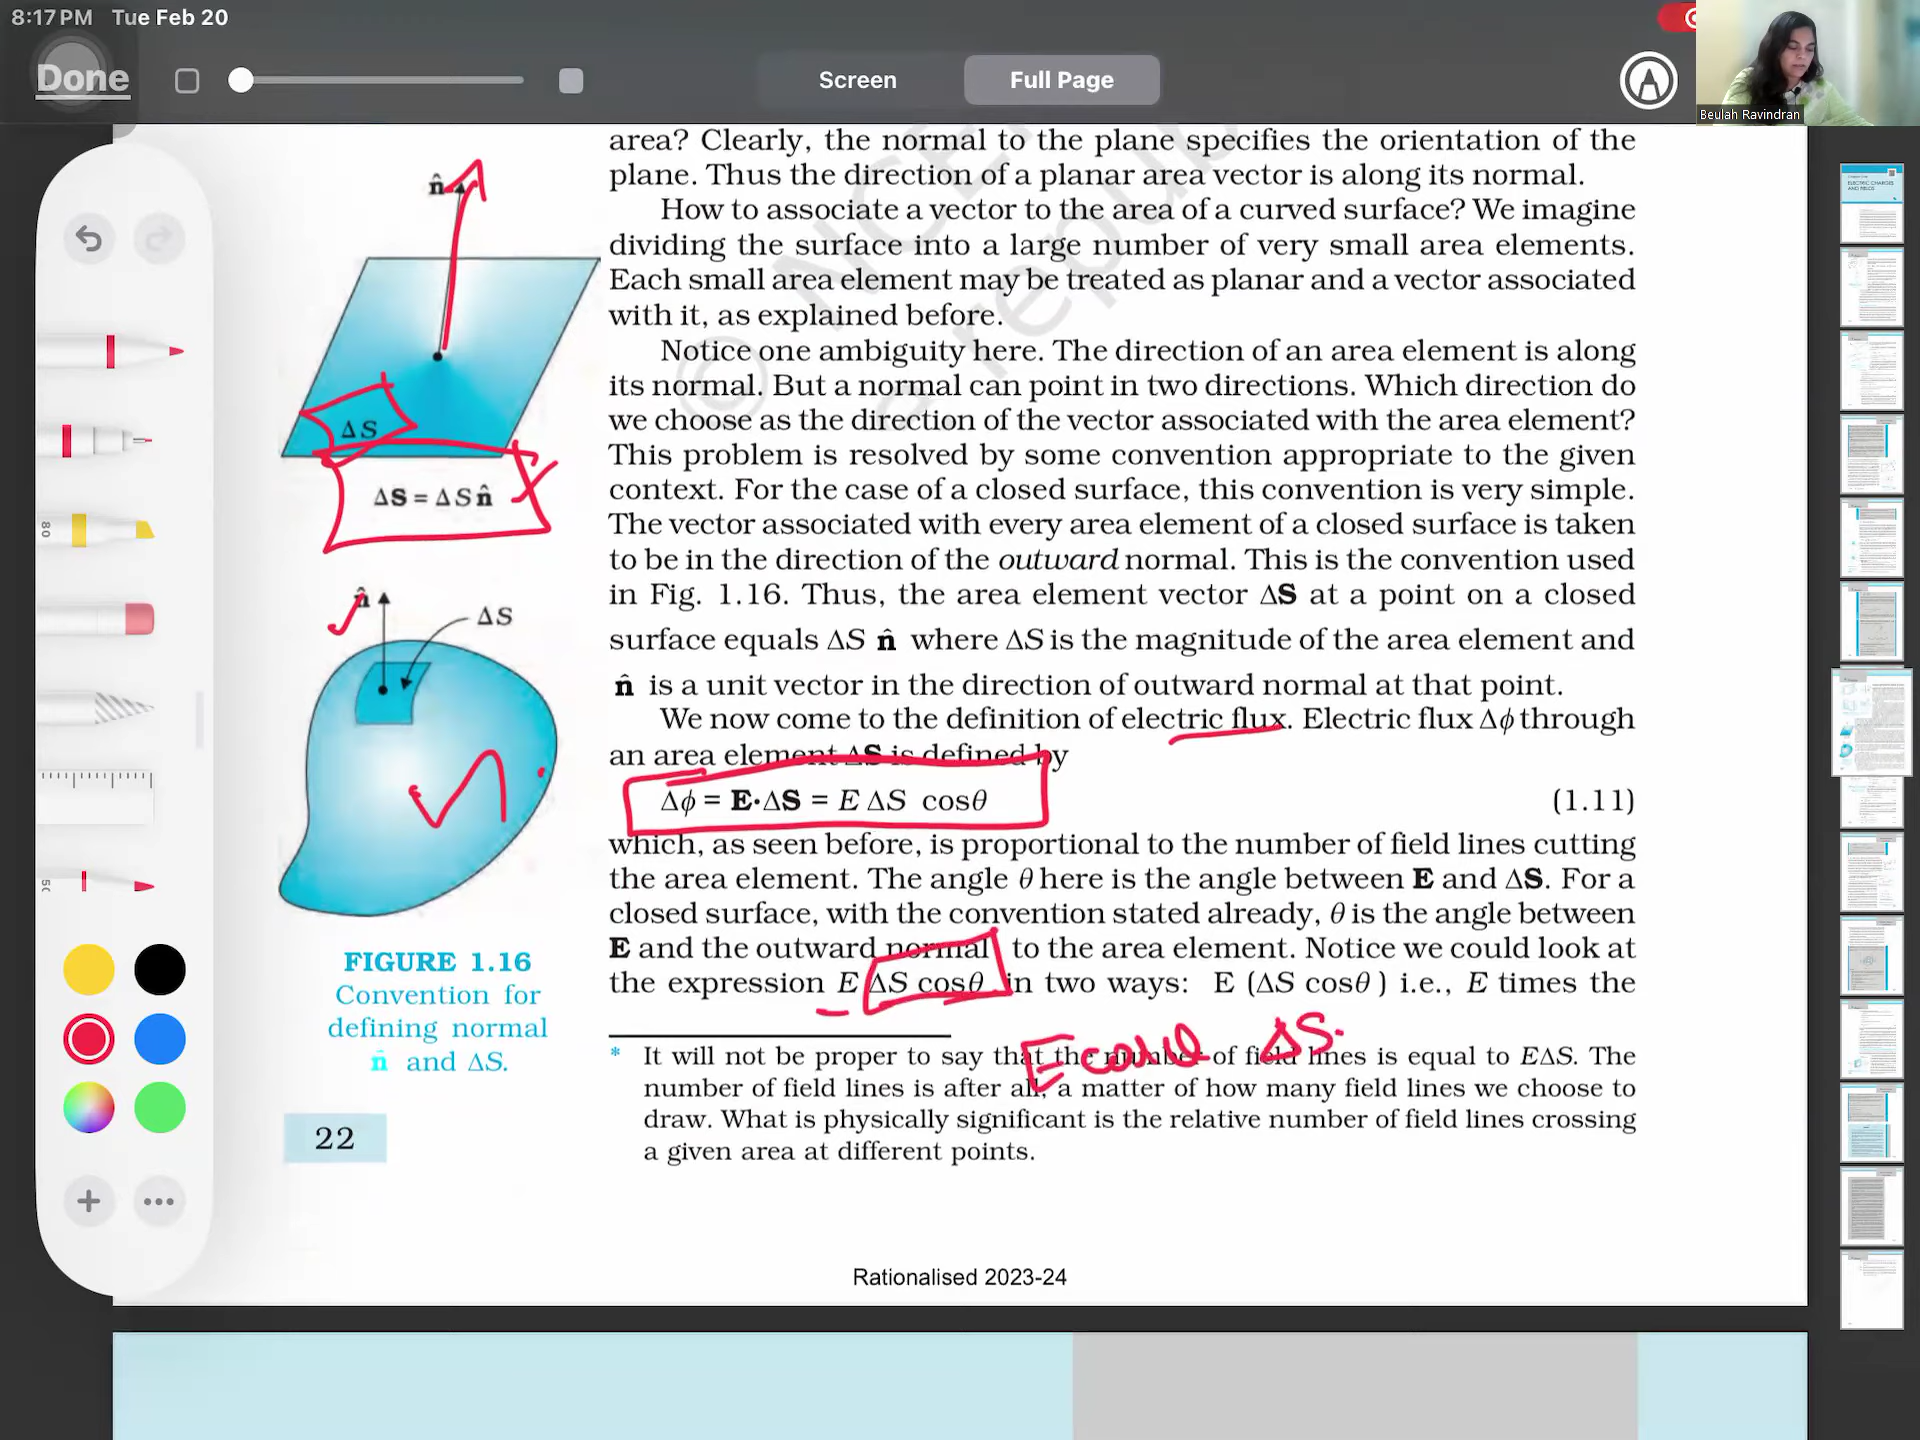 8:17 PM Tue Feb 20
Done
Screen
Full Page
Beulah Ravindran
area? Clearly, the normal to the plane specifies the orientation of the
plane. Thus the direction of a planar area vector is along its normal.
How to associate a vector to the area of a curved surface? We imagine
dividing the surface into a large number of very small area elements.
Each small area element may be treated as planar and a vector associated
with it, as explained before.
Notice one ambiguity here. The direction of an area element is along
its normal. But a normal can point in two directions. Which direction do
we choose as the direction of the vector associated with the area element?
This problem is resolved by some convention appropriate to the given
context. For the case of a closed surface, this convention is very simple.
The vector associated with every area element of a closed surface is taken
to be in the direction of the outward normal. This is the convention used
in Fig. 1.16. Thus, the area element vector ΔS at a point on a closed
surface equals ΔS n̂ where ΔS is the magnitude of the area element and
n̂ is a unit vector in the direction of outward normal at that point.
We now come to the definition of electric flux. Electric flux Δϕ through
an area element ΔS is defined by
Δϕ = E·ΔS = E ΔS cosθ (1.11)
which, as seen before, is proportional to the number of field lines cutting
the area element. The angle θ here is the angle between E and ΔS. For a
closed surface, with the convention stated already, θ is the angle between
E and the outward normal to the area element. Notice we could look at
the expression E ΔS cosθ in two ways: E (ΔS cosθ ) i.e., E times the
E cosθ ΔS.
* It will not be proper to say that the number of field lines is equal to EΔS. The
number of field lines is after all, a matter of how many field lines we choose to
draw. What is physically significant is the relative number of field lines crossing
a given area at different points.
n̂
ΔS
ΔS = ΔS n̂
n̂
ΔS
FIGURE 1.16
Convention for
defining normal
n̂ and ΔS.
22
Rationalised 2023-24
80